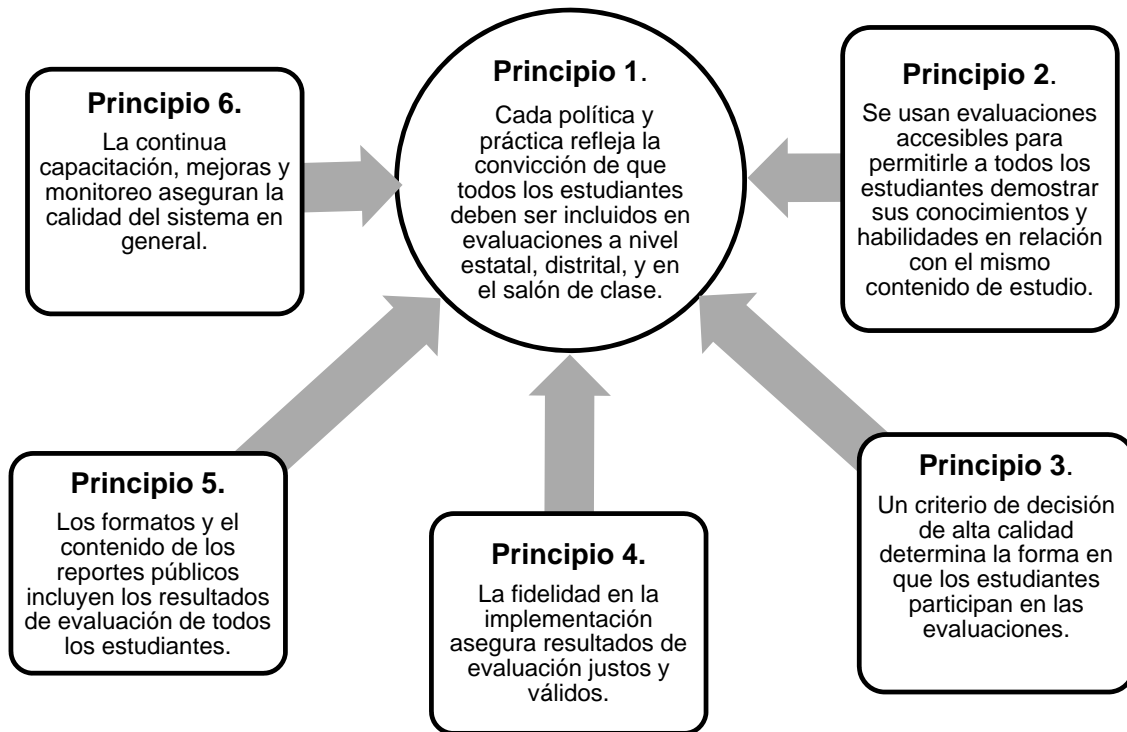 Principio 1.
Cada política y
práctica refleja la
convicción de que
todos los estudiantes
deben ser incluidos en
evaluaciones a nivel
estatal, distrital, y en
el salón de clase.
Principio 2.
Se usan evaluaciones
accesibles para
permitirle a todos los
estudiantes demostrar
sus conocimientos y
habilidades en relación
con el mismo
contenido de estudio.
Principio 3.
Un criterio de decisión
de alta calidad
determina la forma en
que los estudiantes
participan en las
evaluaciones.
Principio 4.
La fidelidad en la
implementación
asegura resultados de
evaluación justos y
válidos.
Principio 5.
Los formatos y el
contenido de los
reportes públicos
incluyen los resultados
de evaluación de todos
los estudiantes.
Principio 6.
La continua
capacitación, mejoras y
monitoreo aseguran la
calidad del sistema en
general.